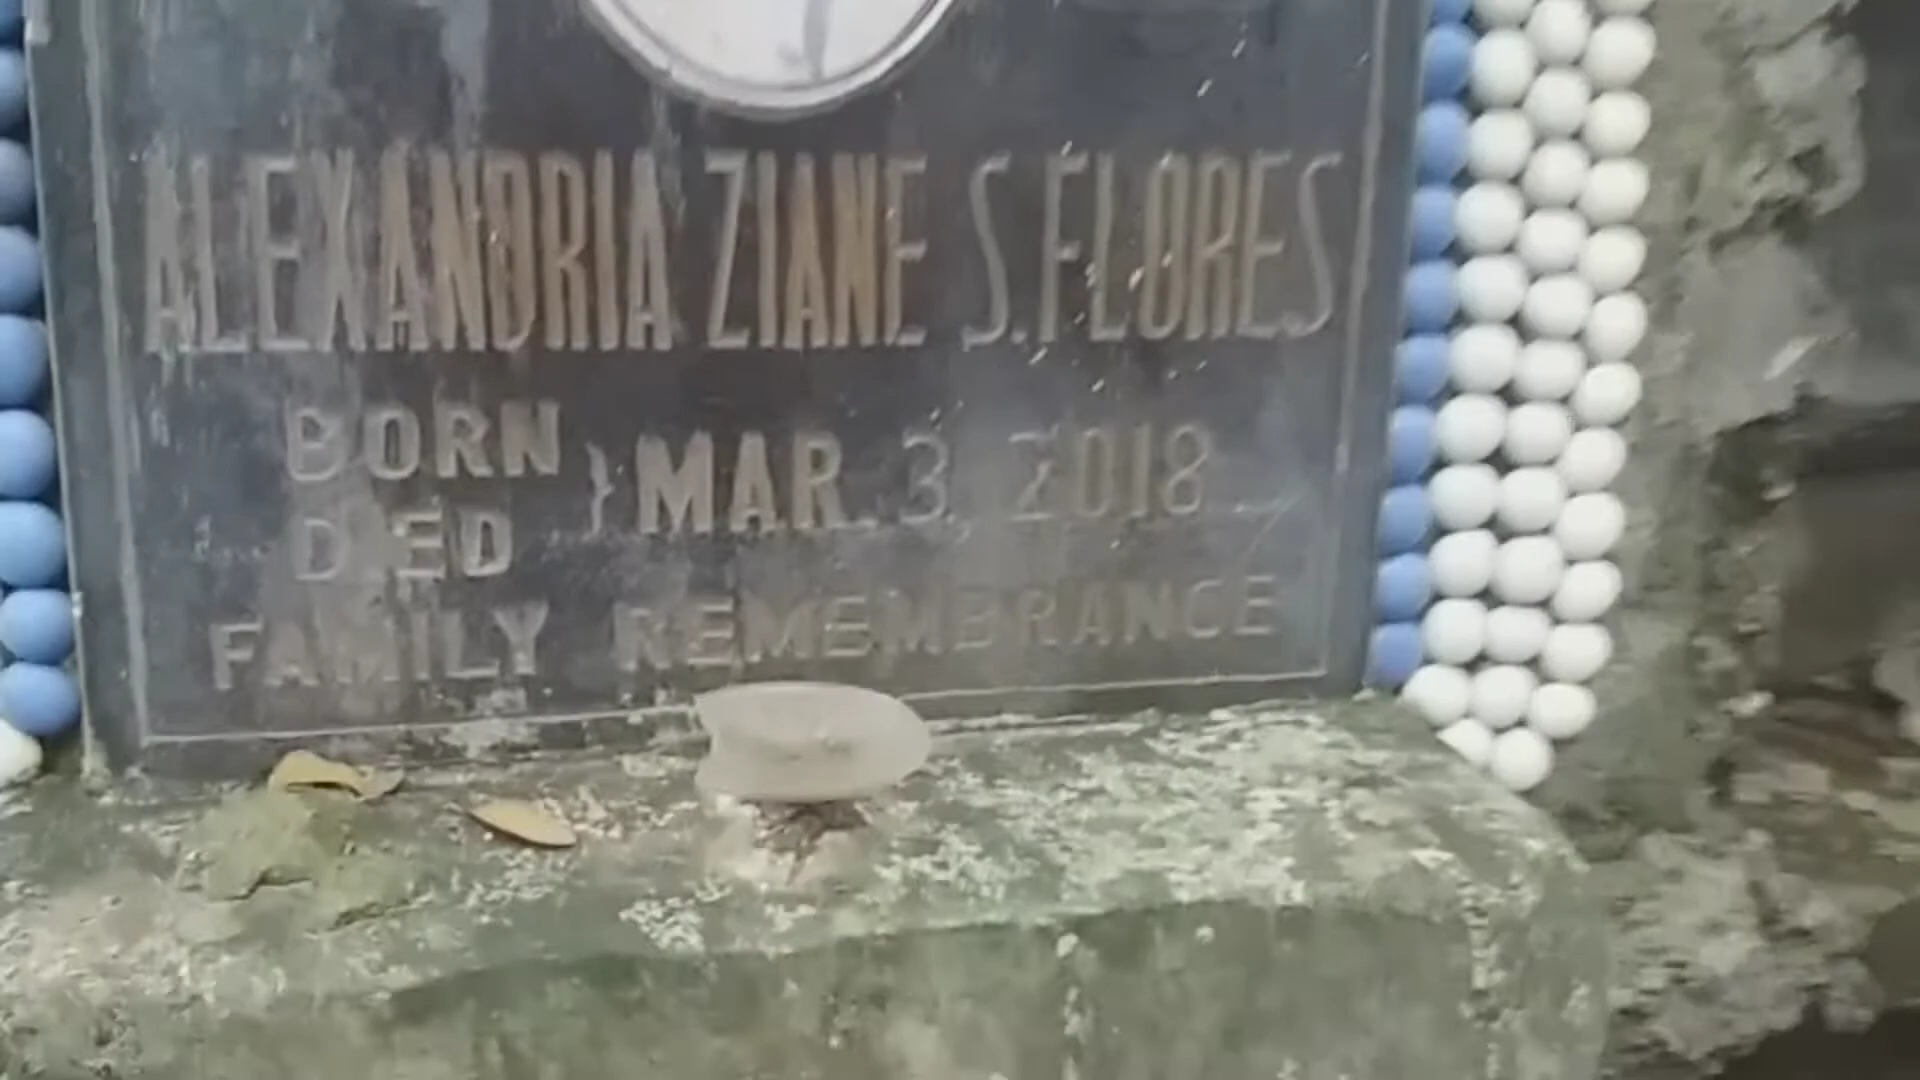 ALEXANDRIA ZIANE S. FLORES
BORN
DIED
} MAR. 3, 2018
FAMILY REMEMBRANCE